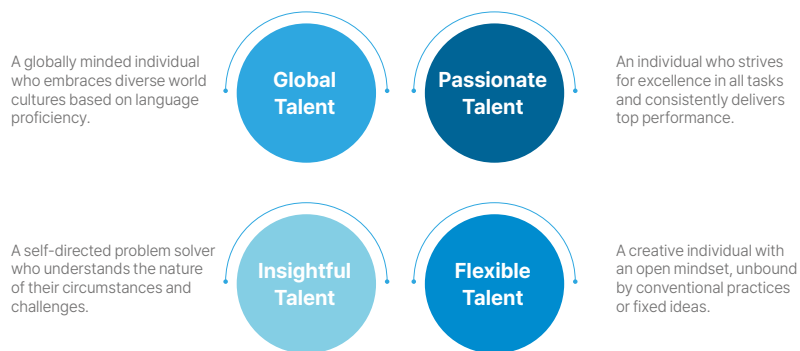 A globally minded individual
who embraces diverse world
cultures based on language
proficiency.
Global
Talent
Passionate
Talent
An individual who strives
for excellence in all tasks
and consistently delivers
top performance.
A self-directed problem solver
who understands the nature
of their circumstances and
challenges.
Insightful
Talent
Flexible
Talent
A creative individual with
an open mindset, unbound
by conventional practices
or fixed ideas.